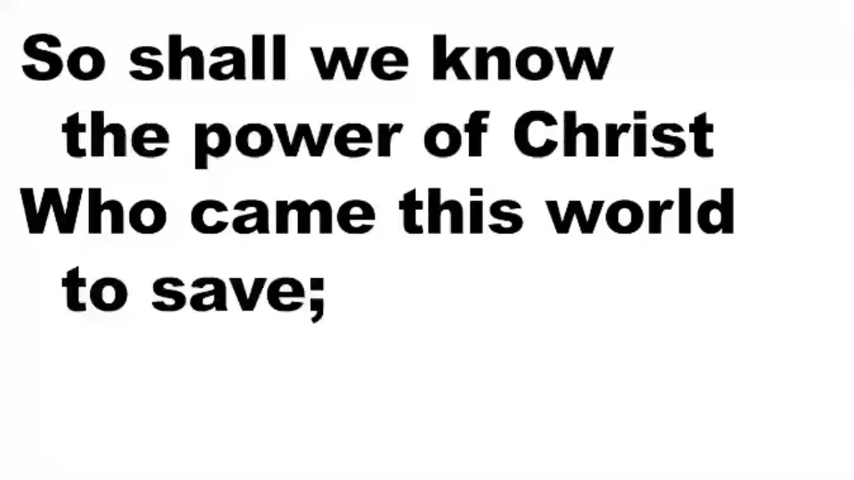 So shall we know
the power of Christ
Who came this world
to save;